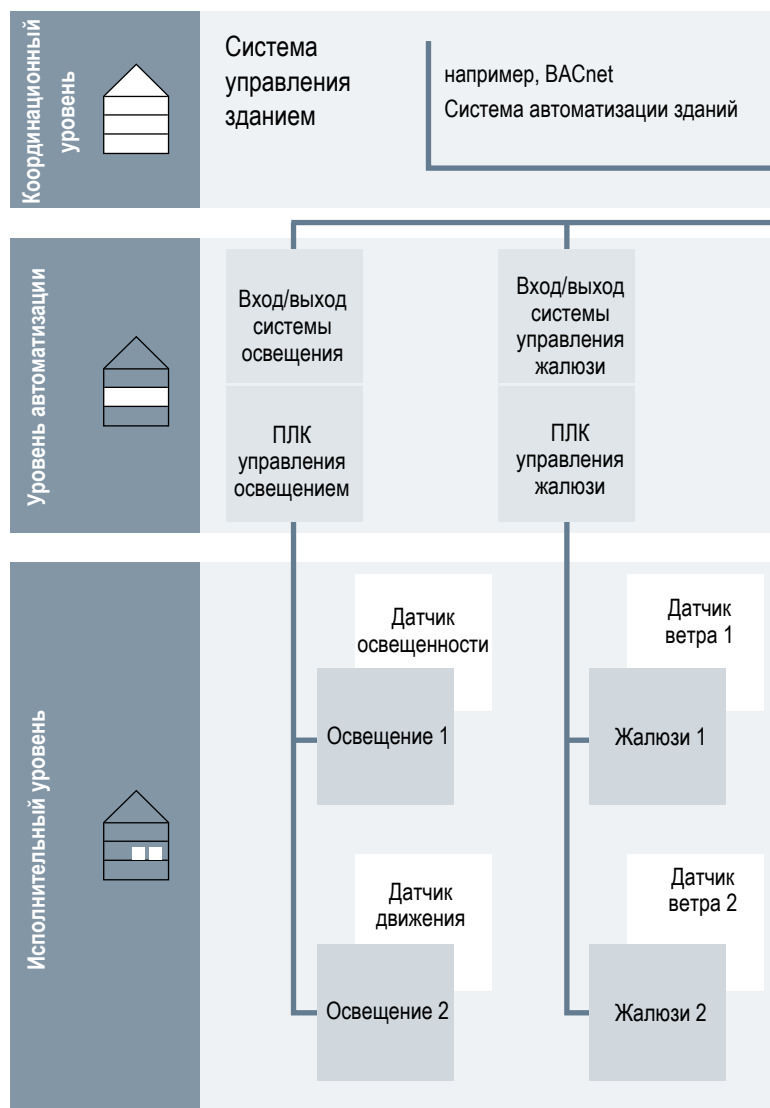 Координационный
уровень
Система
управления
зданием
например, BACnet
Система автоматизации зданий
Уровень автоматизации
Вход/выход
системы
освещения
Вход/выход
системы
управления
жалюзи
ПЛК
управления
освещением
ПЛК
управления
жалюзи
Исполнительный уровень
Датчик
освещенности
Освещение 1
Датчик
ветра 1
Жалюзи 1
Датчик
движения
Освещение 2
Датчик
ветра 2
Жалюзи 2